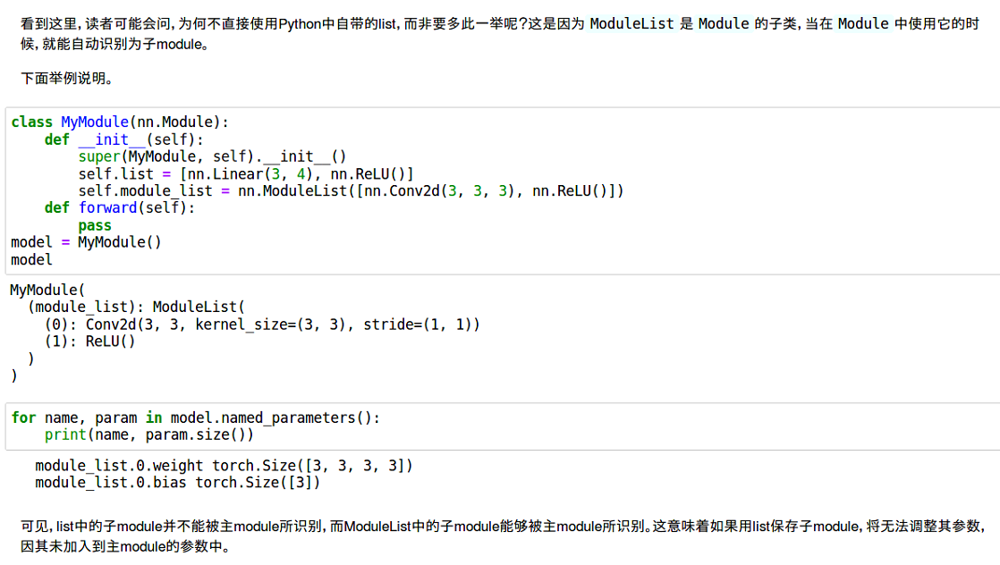 看到这里,读者可能会问,为何不直接使用Python中自带的list,而非要多此一举呢?这是因为 ModuleList 是 Module 的子类,当在 Module 中使用它的时
候,就能自动识别为子module。
下面举例说明。
class MyModule(nn.Module):
    def __init__(self):
        super(MyModule, self).__init__()
        self.list = [nn.Linear(3, 4), nn.ReLU()]
        self.module_list = nn.ModuleList([nn.Conv2d(3, 3, 3), nn.ReLU()])
    def forward(self):
        pass
model = MyModule()
model
MyModule(
  (module_list): ModuleList(
    (0): Conv2d(3, 3, kernel_size=(3, 3), stride=(1, 1))
    (1): ReLU()
  )
)
for name, param in model.named_parameters():
    print(name, param.size())
module_list.0.weight torch.Size([3, 3, 3, 3])
module_list.0.bias torch.Size([3])
可见,list中的子module并不能被主module所识别,而ModuleList中的子module能够被主module所识别。这意味着如果用list保存子module,将无法调整其参数,
因其未加入到主module的参数中。